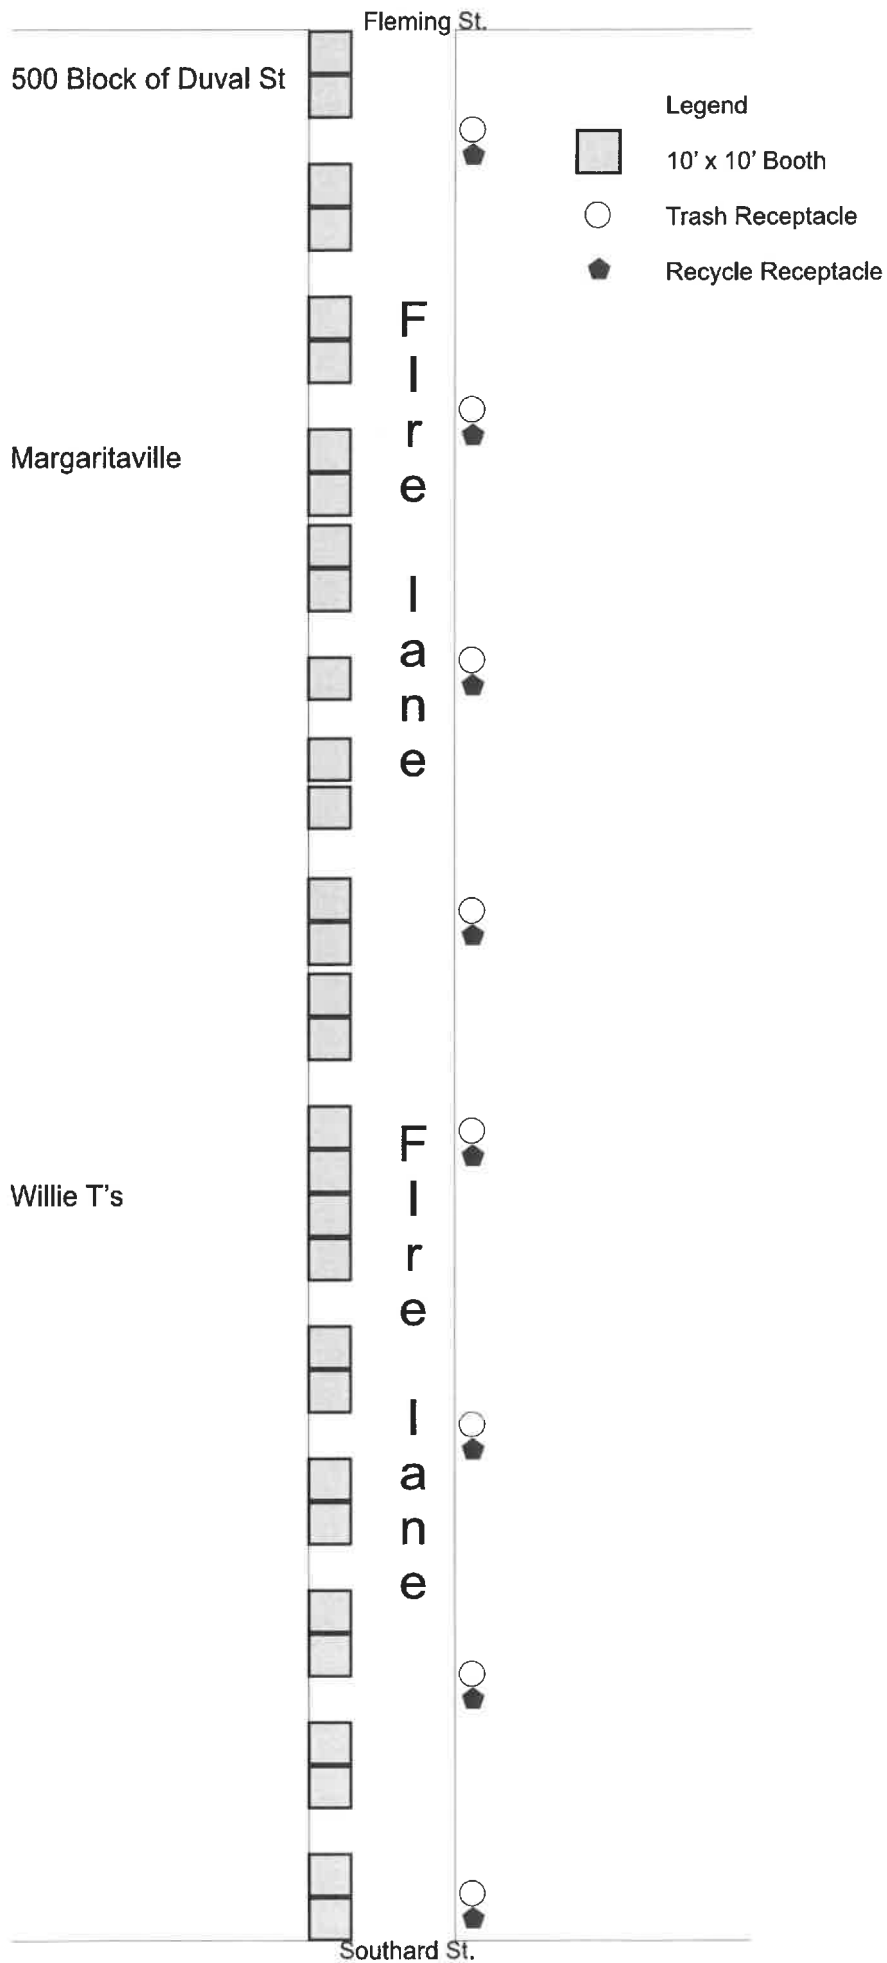 Fleming St.
500 Block of Duval St
Legend
10' x 10' Booth
Trash Receptacle
Recycle Receptacle
Margaritaville
FIre lane
Willie T's
FIre lane
Southard St.